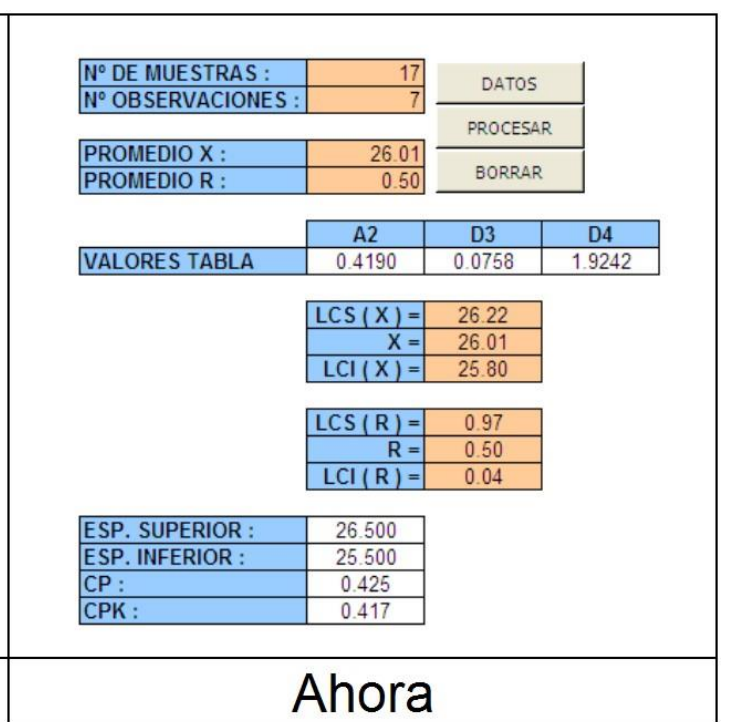 Nº DE MUESTRAS : 17
Nº OBSERVACIONES : 7
DATOS
PROCESAR
BORRAR
PROMEDIO X : 26.01
PROMEDIO R : 0.50
A2 D3 D4
VALORES TABLA 0.4190 0.0758 1.9242
LCS ( X ) = 26.22
X = 26.01
LCI ( X ) = 25.80
LCS ( R ) = 0.97
R = 0.50
LCI ( R ) = 0.04
ESP. SUPERIOR : 26.500
ESP. INFERIOR : 25.500
CP : 0.425
CPK : 0.417
Ahora